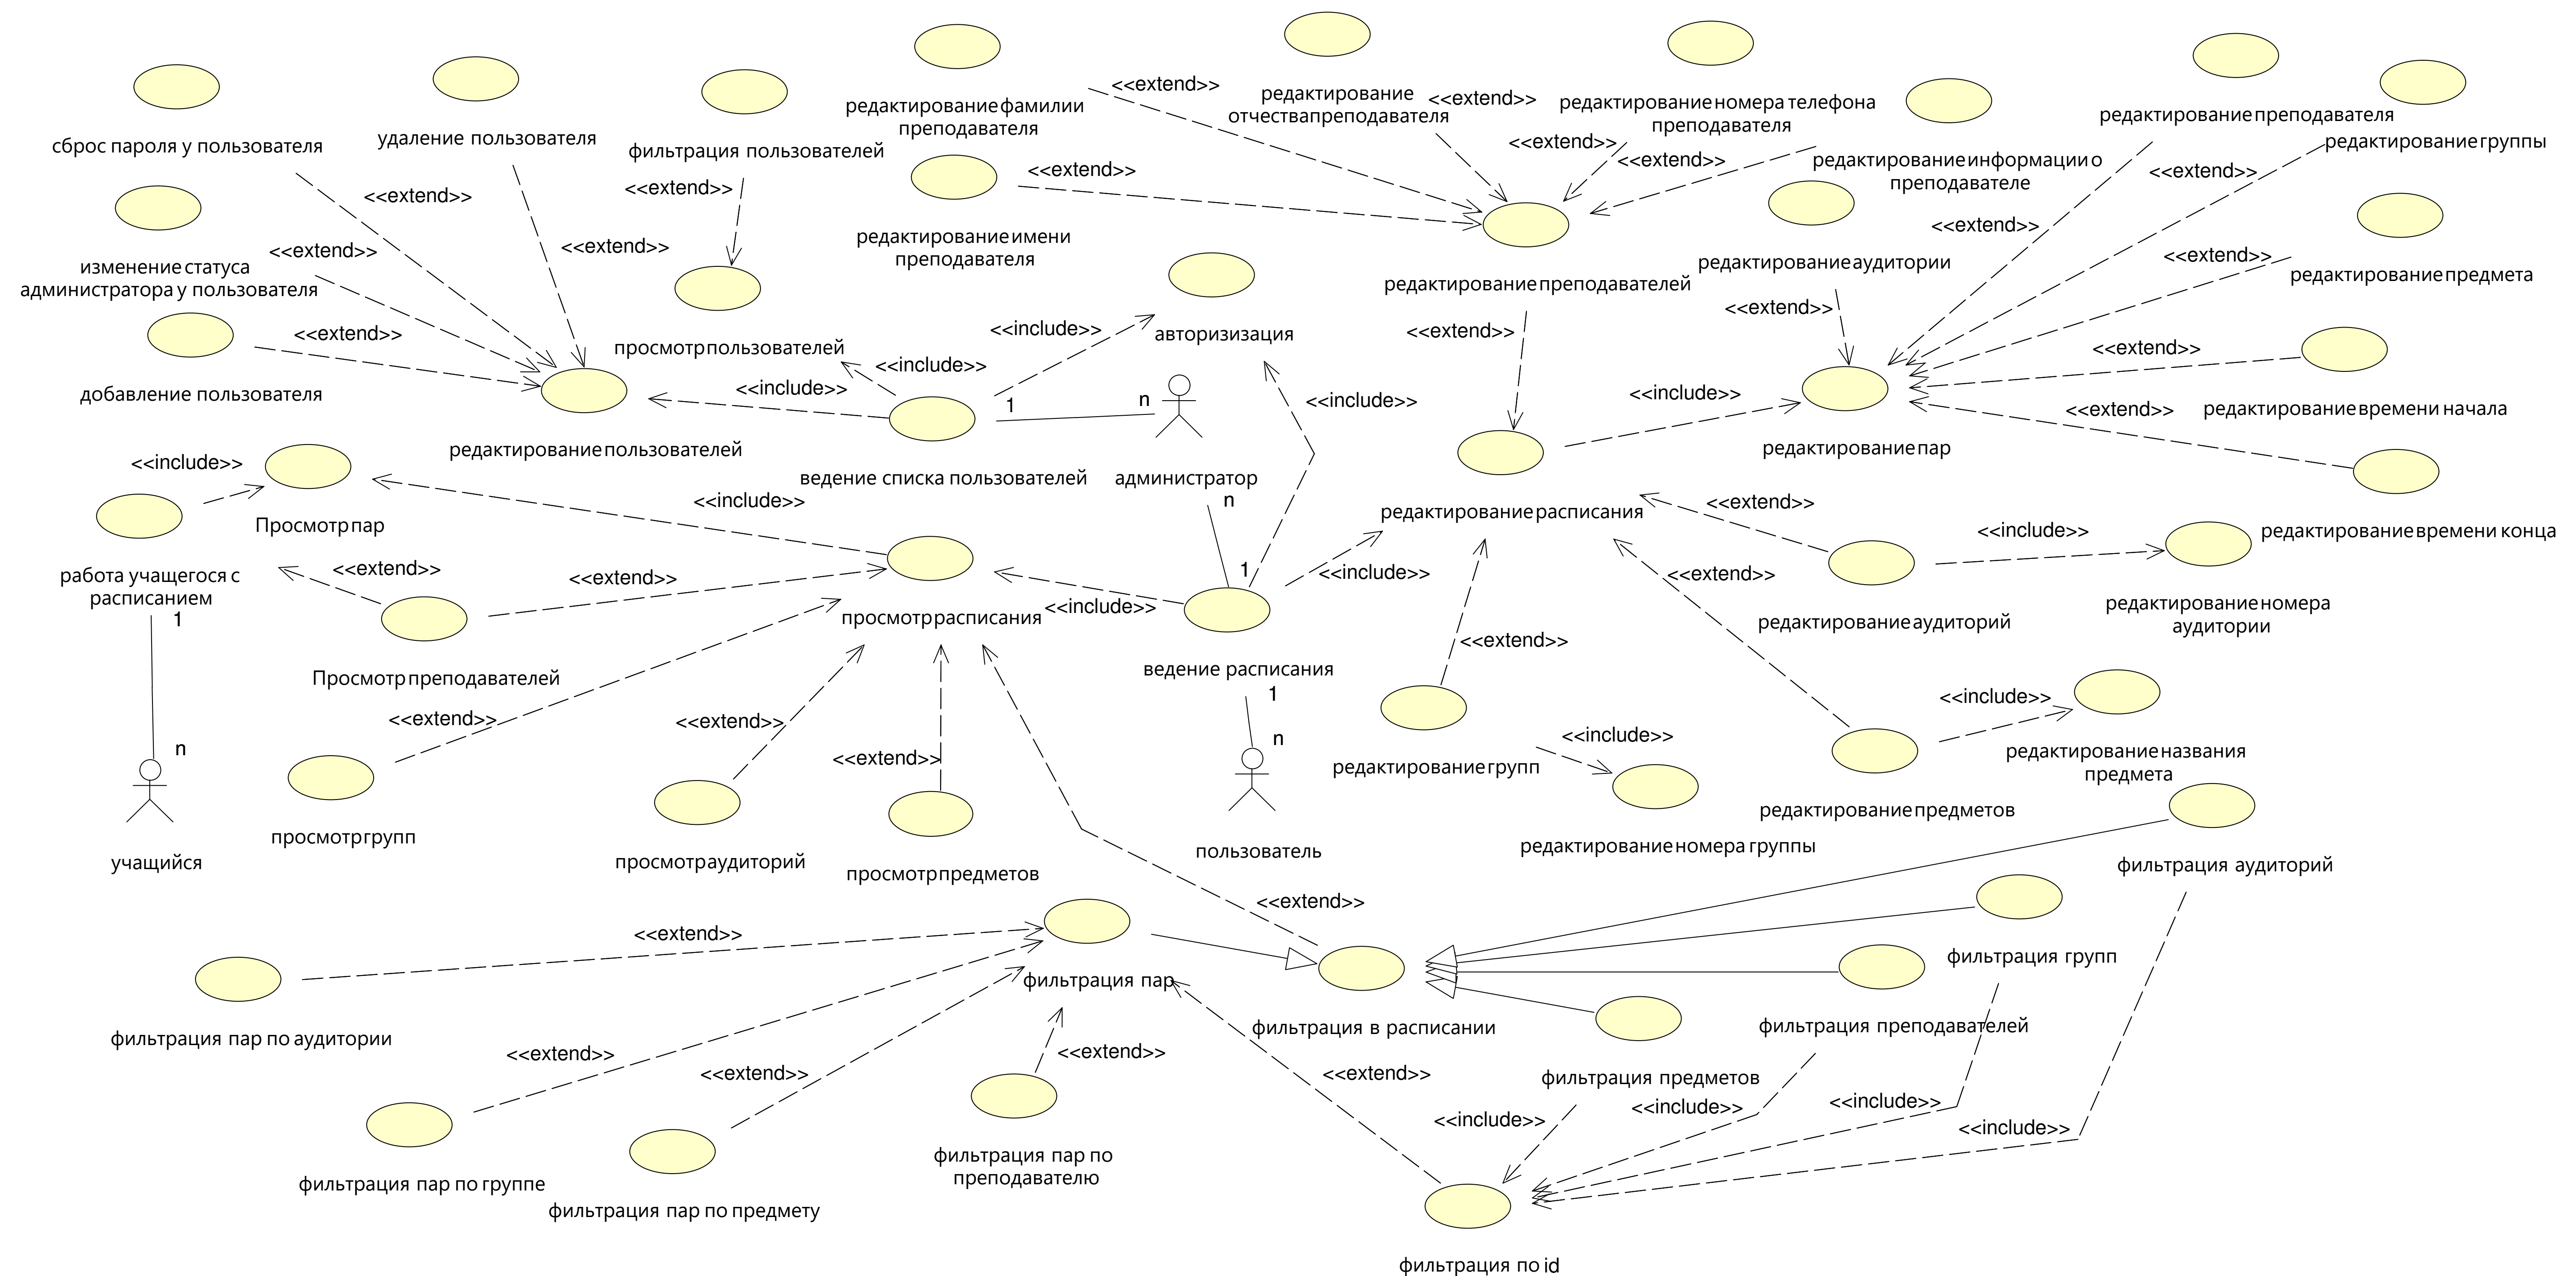 <<extend>>
редактирование фамилии
преподавателя
редактирование
отчествапреподавателя
<<extend>>
редактирование номера телефона
преподавателя
редактирование преподавателя
редактирование группы
сброс пароля у пользователя
удаление пользователя
фильтрация пользователей
<<extend>>
<<extend>>
<<extend>>
<<extend>>
редактирование информации о
преподавателе
<<extend>>
<<extend>>
<<extend>>
редактирование имени
преподавателя
<<extend>>
<<extend>>
<<extend>>
изменение статуса
администратора у пользователя
редактирование преподавателей
редактирование аудитории
<<extend>>
редактирование предмета
<<extend>>
<<extend>>
просмотр пользователей
<<include>>
авторизизация
<<extend>>
<<extend>>
добавление пользователя
<<include>>
<<include>>
1
n
<<include>>
<<include>>
<<extend>>
редактирование времени начала
редактирование пользователей
ведение списка пользователей
администратор
n
редактирование пар
<<include>>
Просмотр пар
<<include>>
редактирование расписания
<<extend>>
<<include>>
редактирование времени конца
работа учащегося с
расписанием
1
<<extend>>
<<extend>>
просмотр расписания
<<include>>
1
<<include>>
<<extend>>
редактирование аудиторий
редактирование номера
аудитории
Просмотр преподавателей
<<extend>>
ведение расписания
1
<<extend>>
<<extend>>
<<extend>>
n
n
<<include>>
<<include>>
редактирование названия
предмета
учащийся
просмотр групп
просмотр аудиторий
просмотр предметов
пользователь
редактирование групп
редактирование номера группы
редактирование предметов
фильтрация аудиторий
<<extend>>
<<extend>>
фильтрация пар
фильтрация в расписании
фильтрация групп
фильтрация преподавателей
фильтрация предметов
фильтрация пар по аудитории
<<extend>>
<<extend>>
<<extend>>
<<extend>>
<<include>>
<<include>>
<<include>>
<<include>>
фильтрация пар по группе
фильтрация пар по предмету
фильтрация пар по
преподавателю
фильтрация по id